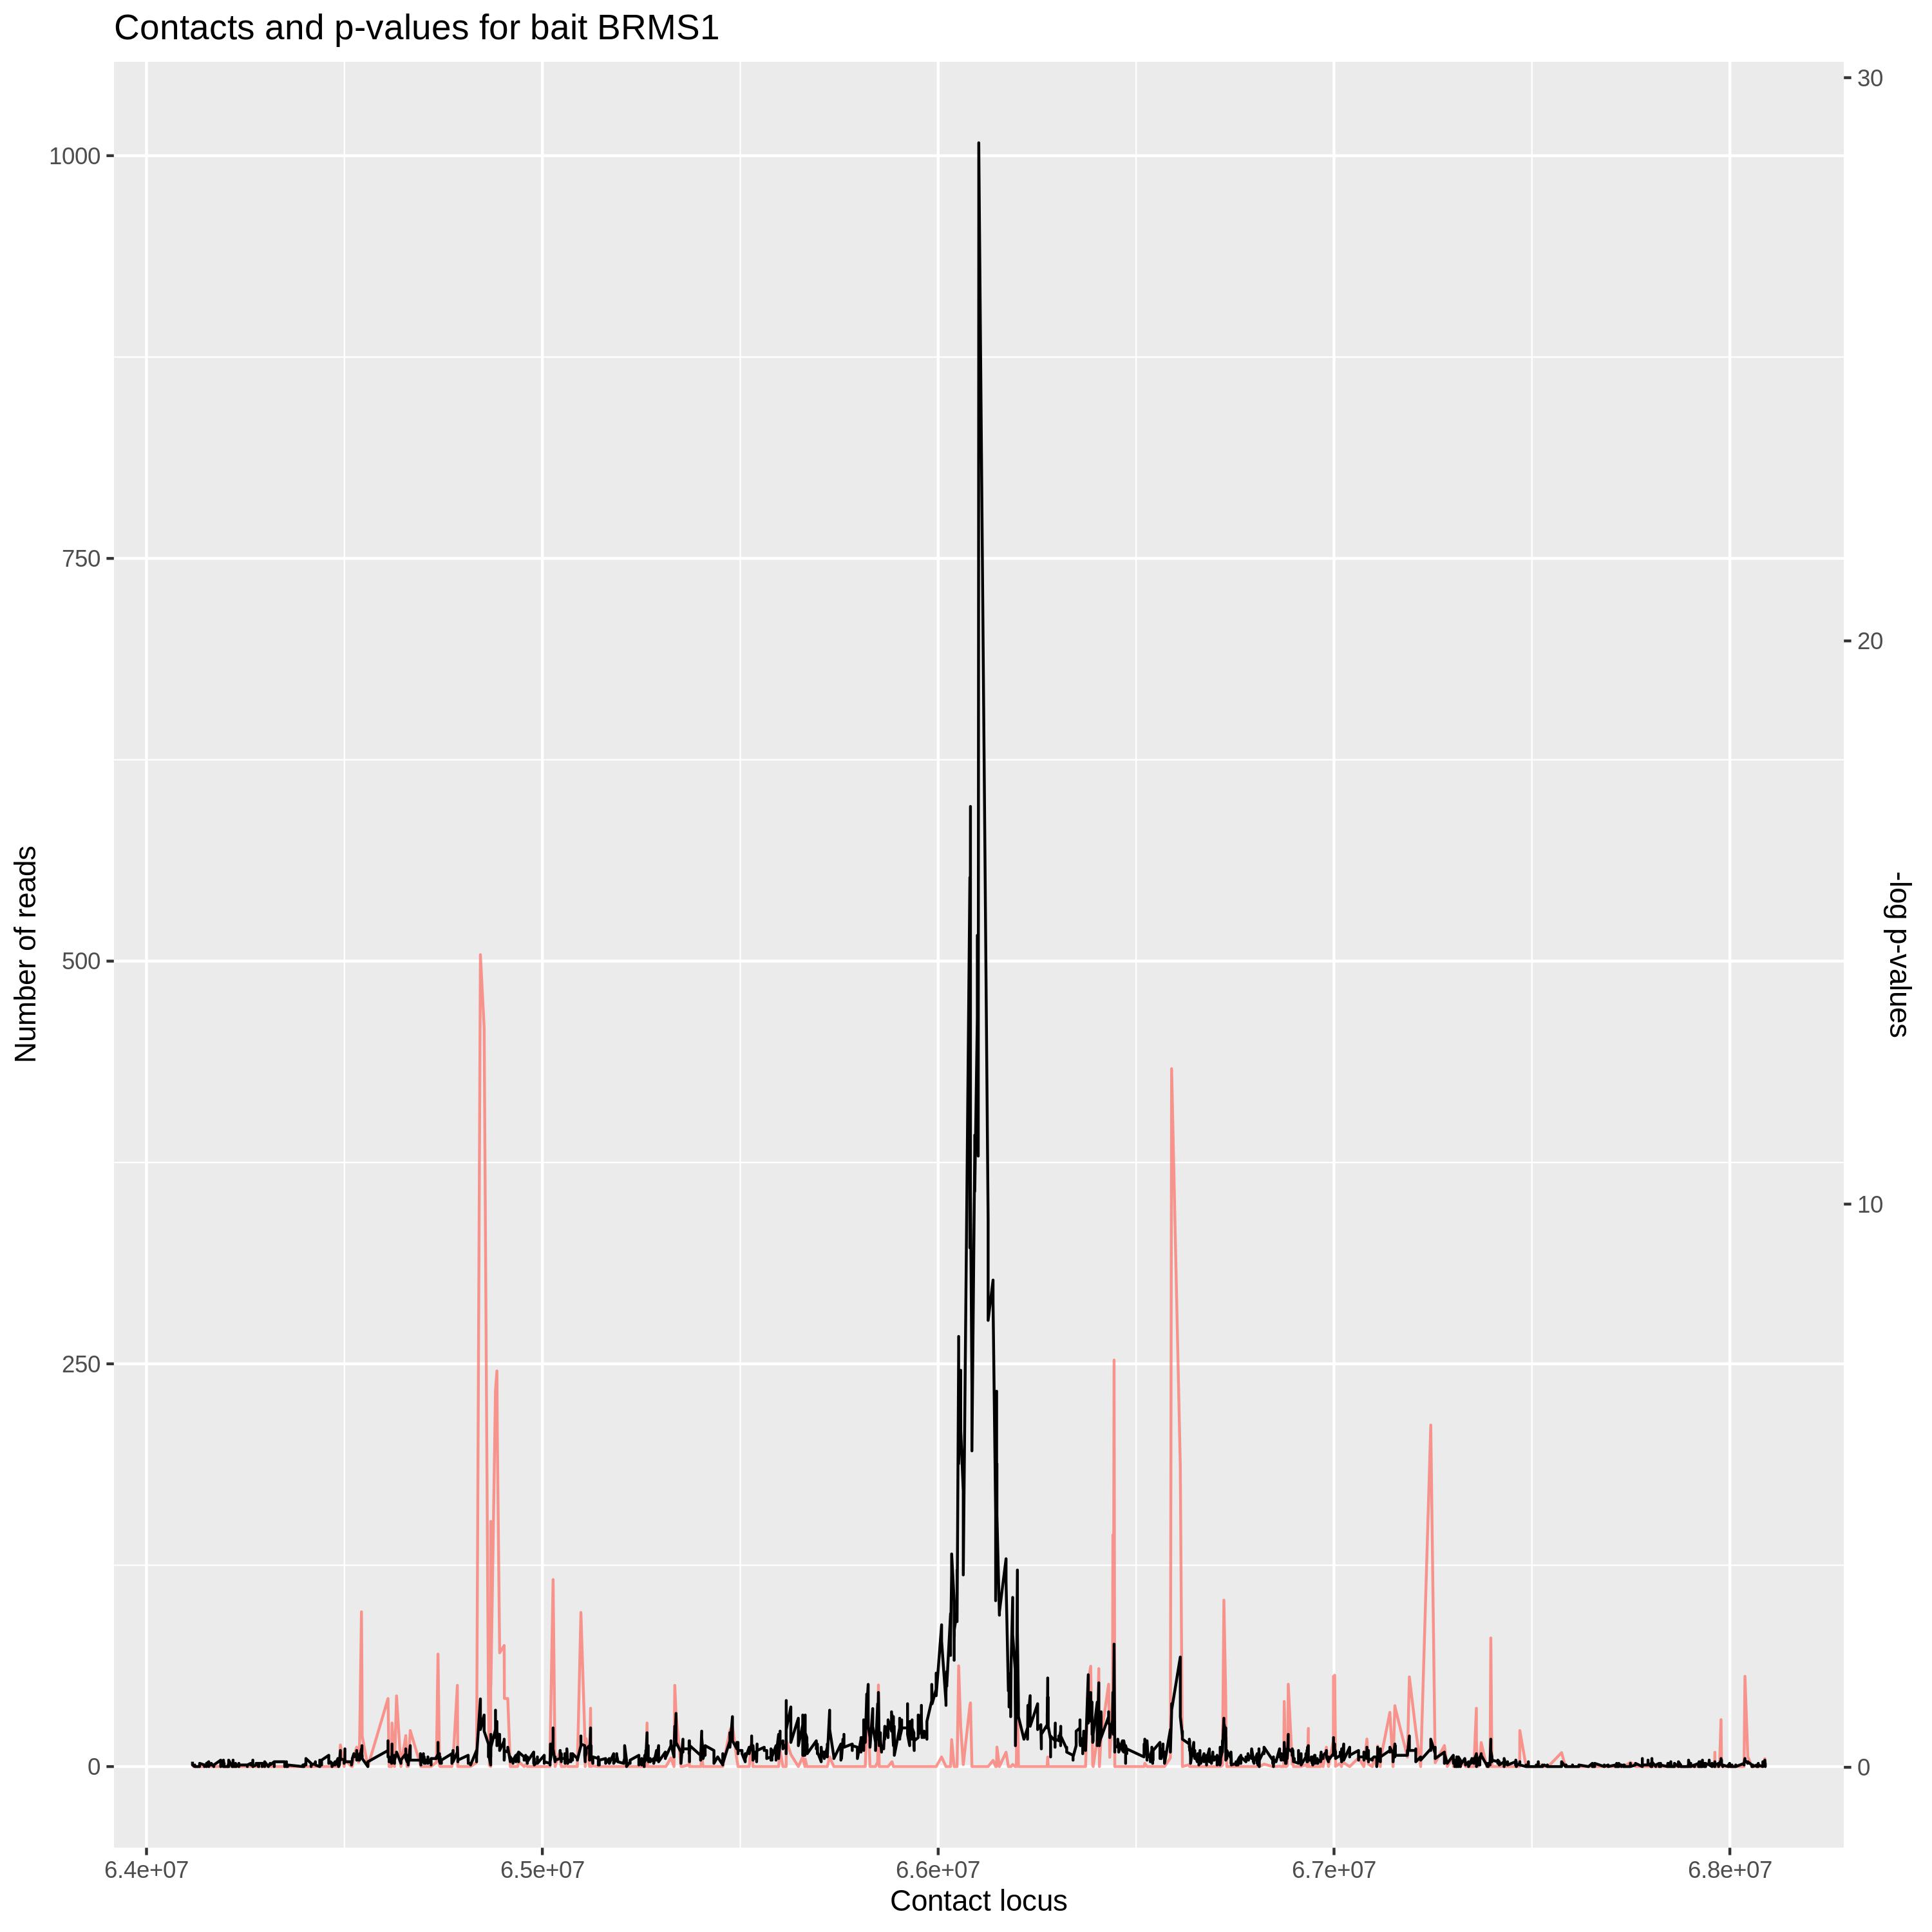 Contacts and p-values for bait BRMS1
30
1000
750
20
Number of reads
-log p-values
500
10
250
0
0
6.4e+07
6.5e+07
6.6e+07
6.7e+07
6.8e+07
Contact locus